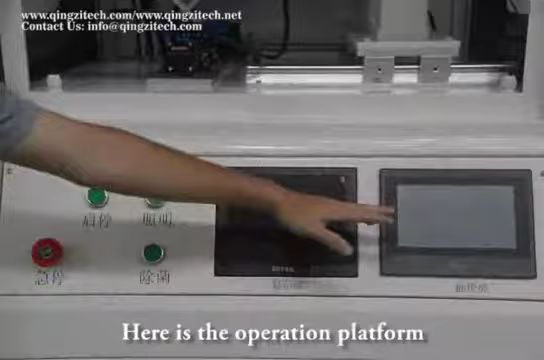 www.qingzitech.com/www.qingzitech.net
Contact Us: info@qingzitech.com
启停
照明
急停
除菌
Here is the operation platform